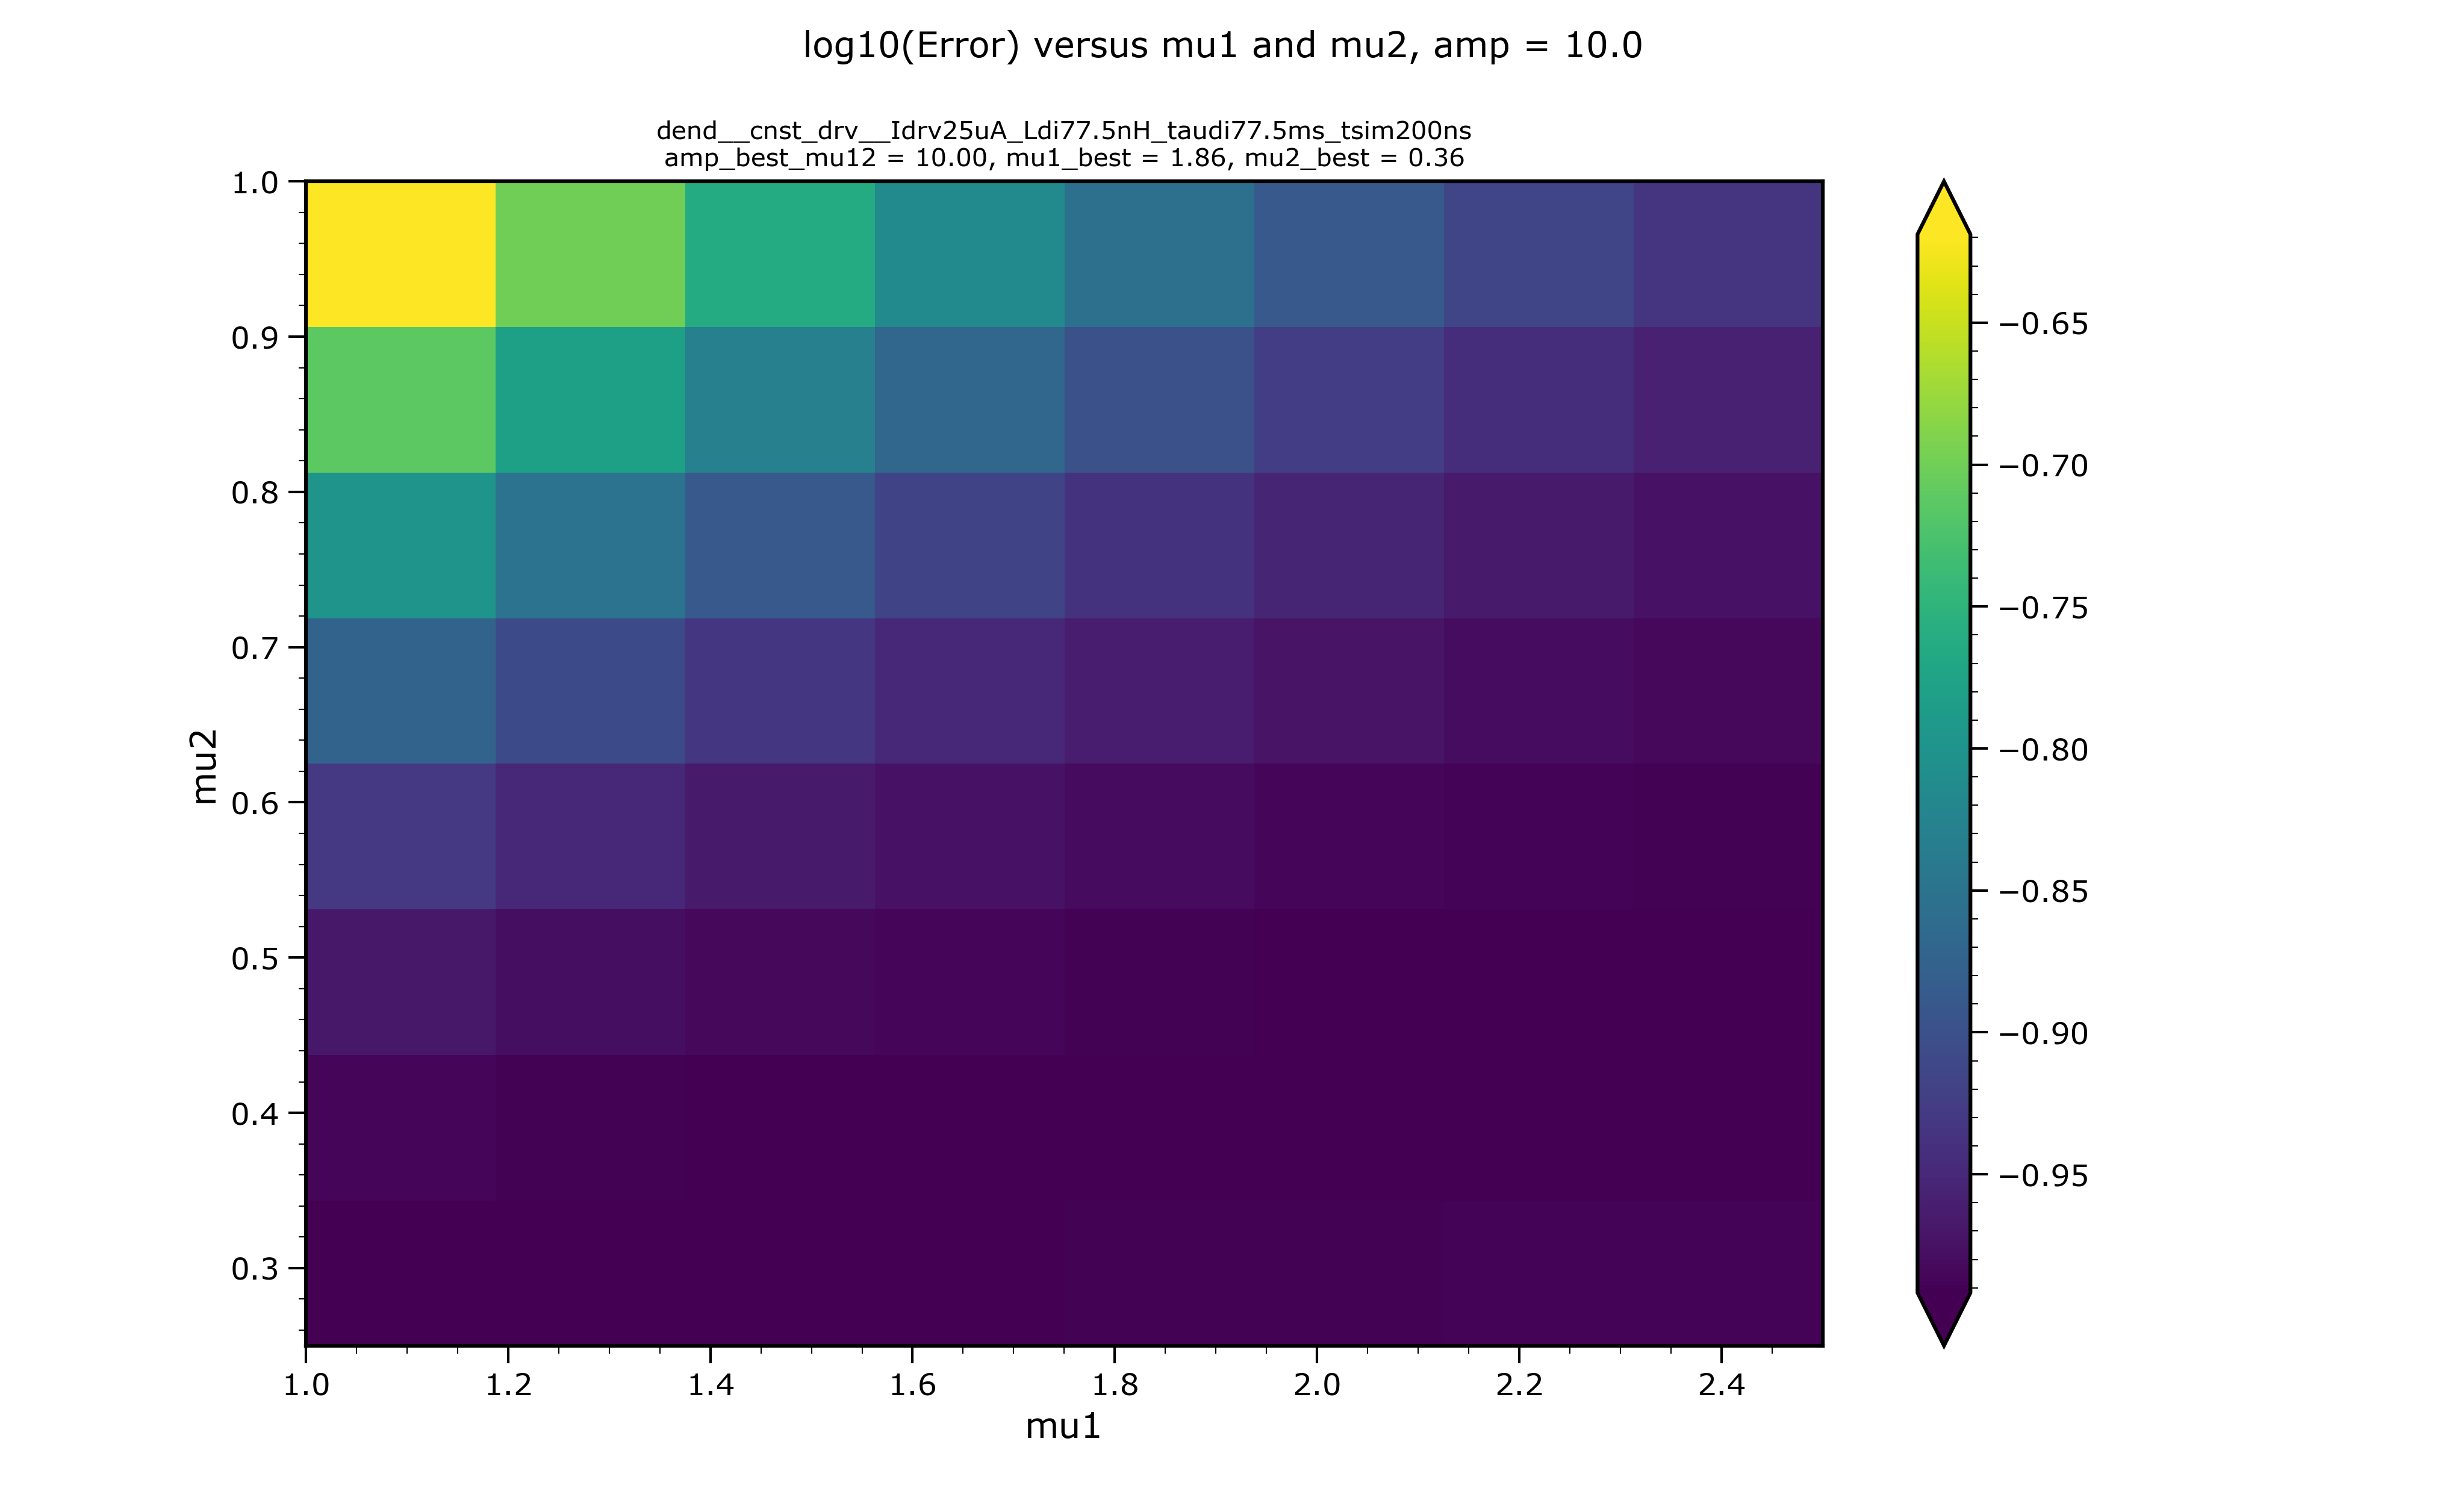 log10(Error) versus mu1 and mu2, amp = 10.0
dend__cnst_drv__Idrv25uA_Ldi77.5nH_taudi77.5ms_tsim200ns
amp_best_mu12 = 10.00, mu1_best = 1.86, mu2_best = 0.36
1.0
0.9
0.8
0.7
0.6
0.5
0.4
0.3
mu2
1.0 1.2 1.4 1.6 1.8 2.0 2.2 2.4
mu1
−0.65
−0.70
−0.75
−0.80
−0.85
−0.90
−0.95